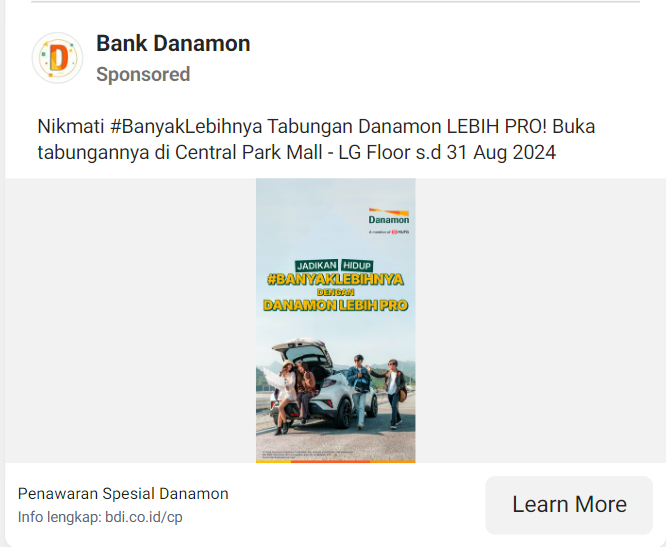 Bank Danamon
Sponsored
Nikmati #BanyakLebihnya Tabungan Danamon LEBIH PRO! Buka
tabungannya di Central Park Mall - LG Floor s.d 31 Aug 2024
Danamon
A member of MUFG
JADIKAN HIDUP
#BANYAKLEBIHNYA
DENGAN
DANAMON LEBIH PRO
Penawaran Spesial Danamon
Info lengkap: bdi.co.id/cp
Learn More